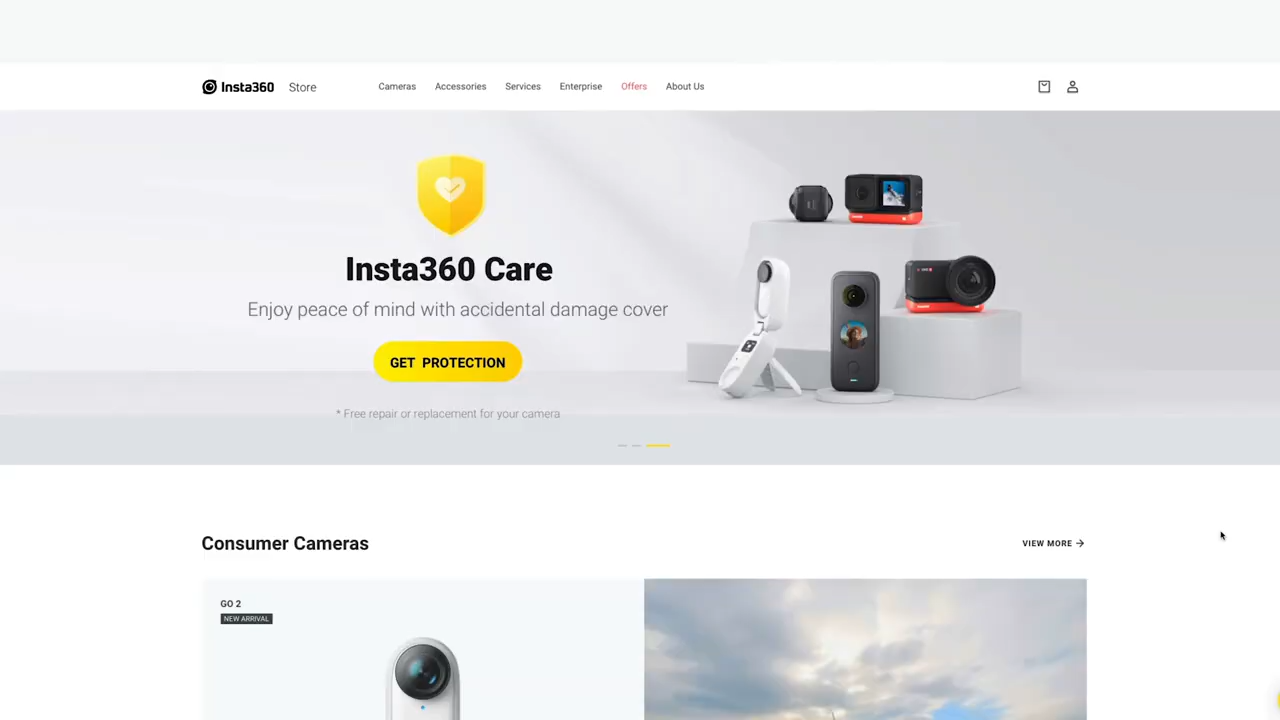 Insta360 Store Cameras Accessories Services Enterprise Offers About Us
Insta360 Care
Enjoy peace of mind with accidental damage cover
GET PROTECTION
* Free repair or replacement for your camera
Consumer Cameras
VIEW MORE
GO 2
NEW ARRIVAL